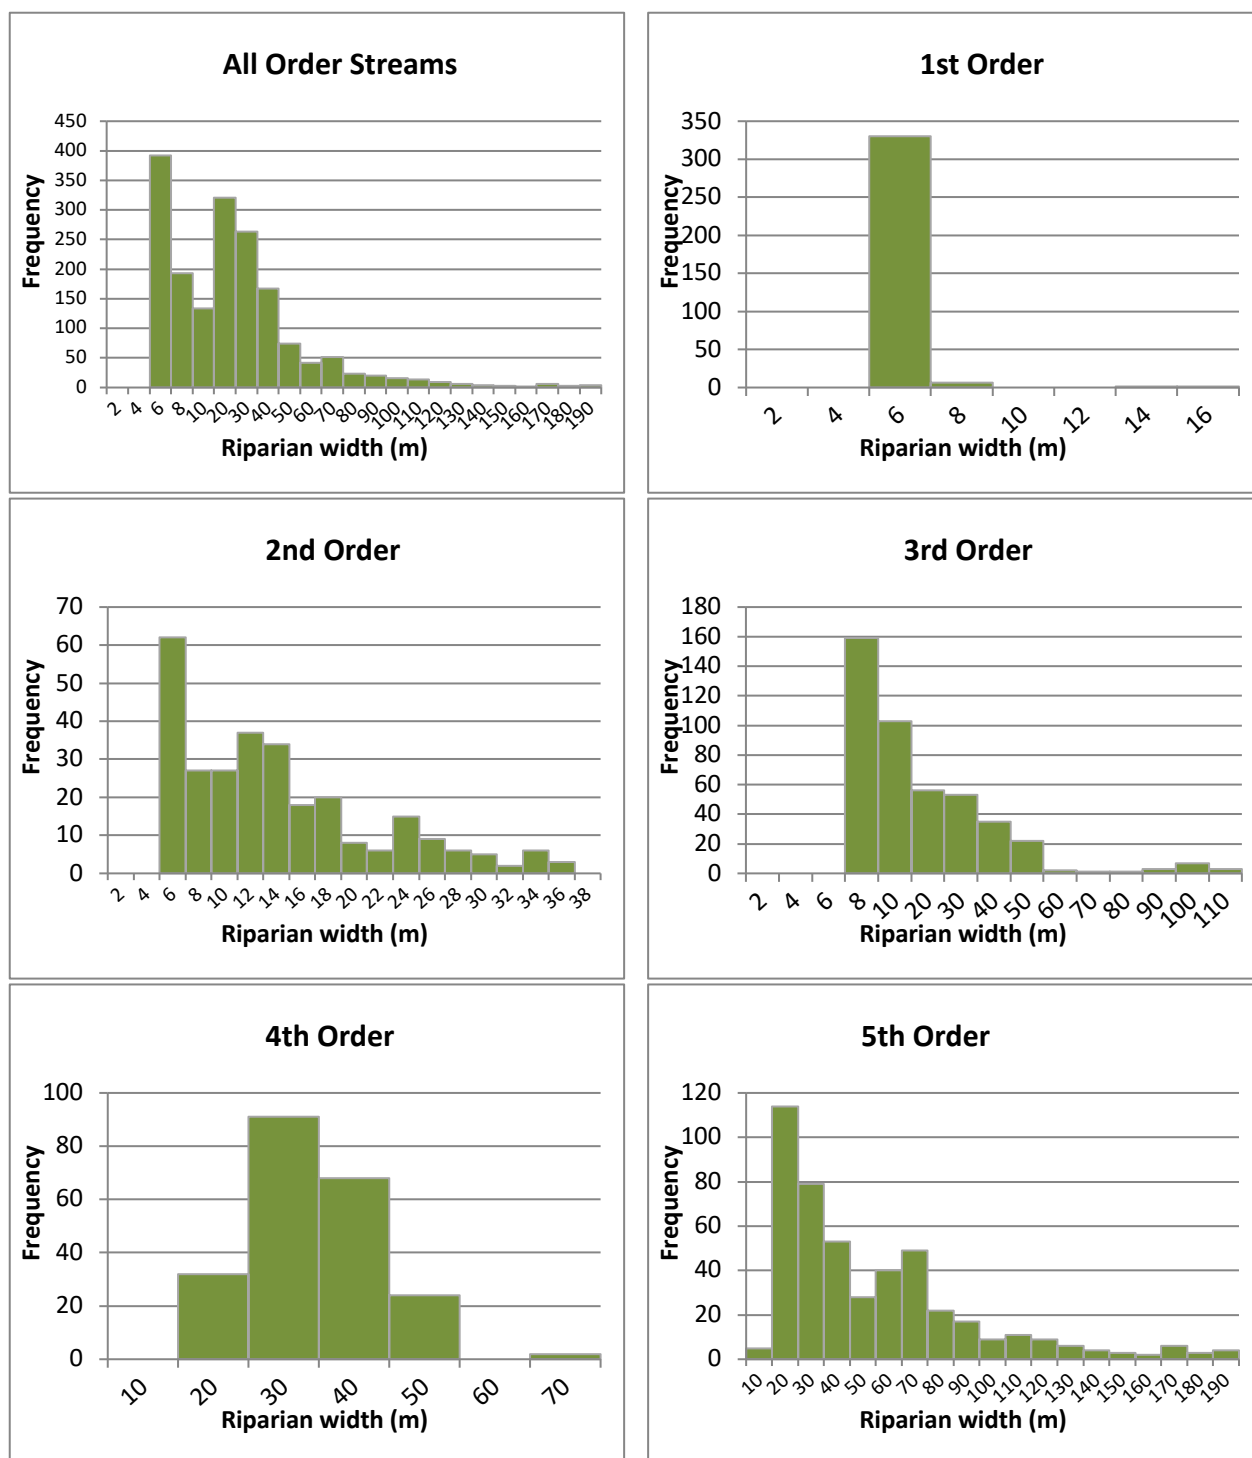 All Order Streams
Frequency
450
400
350
300
250
200
150
100
50
0
2 4 6 8 10 20 30 40 50 60 70 80 90 100 110 120 130 140 150 160 170 180 190
Riparian width (m)
1st Order
Frequency
350
300
250
200
150
100
50
0
2 4 6 8 10 12 14 16
Riparian width (m)
2nd Order
Frequency
70
60
50
40
30
20
10
0
2 4 6 8 10 12 14 16 18 20 22 24 26 28 30 32 34 36 38
Riparian width (m)
3rd Order
Frequency
180
160
140
120
100
80
60
40
20
0
2 4 6 8 10 20 30 40 50 60 70 80 90 100 110
Riparian width (m)
4th Order
Frequency
100
80
60
40
20
0
10 20 30 40 50 60 70
Riparian width (m)
5th Order
Frequency
120
100
80
60
40
20
0
10 20 30 40 50 60 70 80 90 100 110 120 130 140 150 160 170 180 190
Riparian width (m)